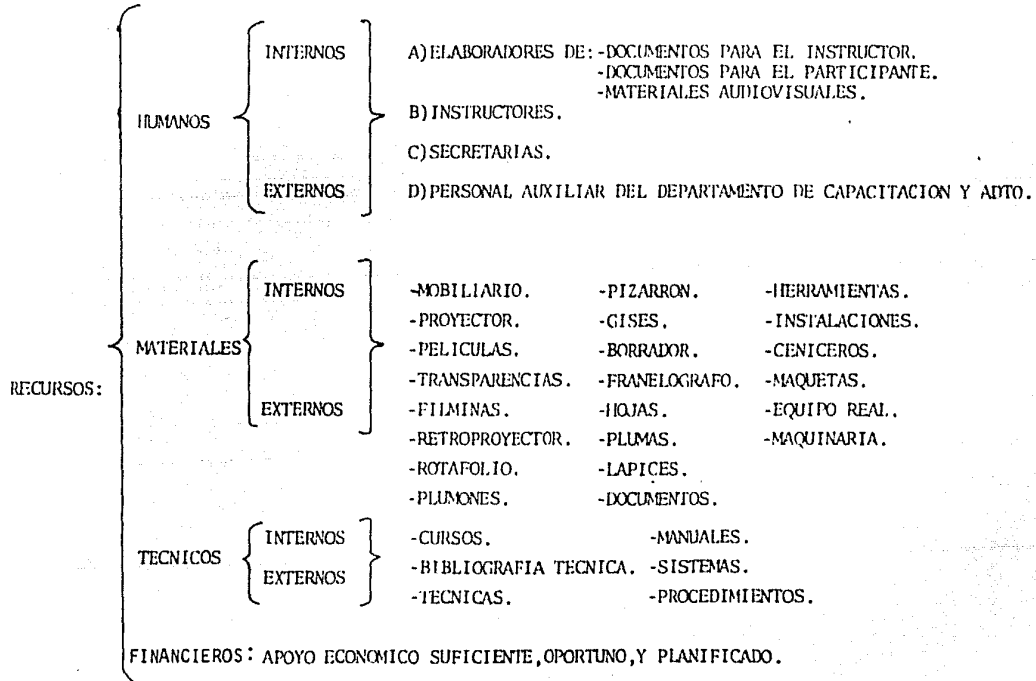 INTERNOS A)ELABORADORES DE:-DOCUMENTOS PARA EL INSTRUCTOR.
-DOCUMENTOS PARA EL PARTICIPANTE.
-MATERIALES AUDIOVISUALES.
HUMANOS B)INSTRUCTORES.
C)SECRETARIAS.
EXTERNOS D)PERSONAL AUXILIAR DEL DEPARTAMENTO DE CAPACITACION Y ADTO.
INTERNOS -MOBILIARIO. -PIZARRON. -HERRAMIENTAS.
-PROYECTOR. -GISES. -INSTALACIONES.
MATERIALES -PELICULAS. -BORRADOR. -CENICEROS.
RECURSOS: -TRANSPARENCIAS. -FRANELOGRAFO. -MAQUETAS.
EXTERNOS -FILMINAS. -HOJAS. -EQUIPO REAL.
-RETROPROYECTOR. -PLUMAS. -MAQUINARIA.
-ROTAFOLIO. -LAPICES.
-PLUMONES. -DOCUMENTOS.
INTERNOS -CURSOS. -MANUALES.
TECNICOS -BIBLIOGRAFIA TECNICA. -SISTEMAS.
EXTERNOS -TECNICAS. -PROCEDIMIENTOS.
FINANCIEROS: APOYO ECONOMICO SUFICIENTE,OPORTUNO,Y PLANIFICADO.